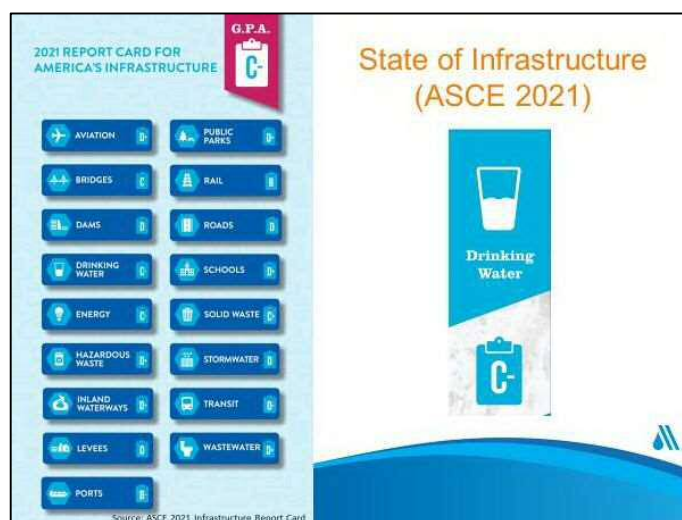 G.P.A.
2021 REPORT CARD FOR
AMERICA'S INFRASTRUCTURE
C-
AVIATION D+
BRIDGES C
DAMS D
DRINKING
WATER C-
ENERGY C-
HAZARDOUS
WASTE D+
INLAND
WATERWAYS D+
LEVEES D
PORTS B-
PUBLIC
PARKS D+
RAIL B
ROADS D
SCHOOLS D+
SOLID WASTE C+
STORMWATER D
TRANSIT D-
WASTEWATER D+
Source: ASCE 2021 Infrastructure Report Card
State of Infrastructure
(ASCE 2021)
Drinking
Water
C-